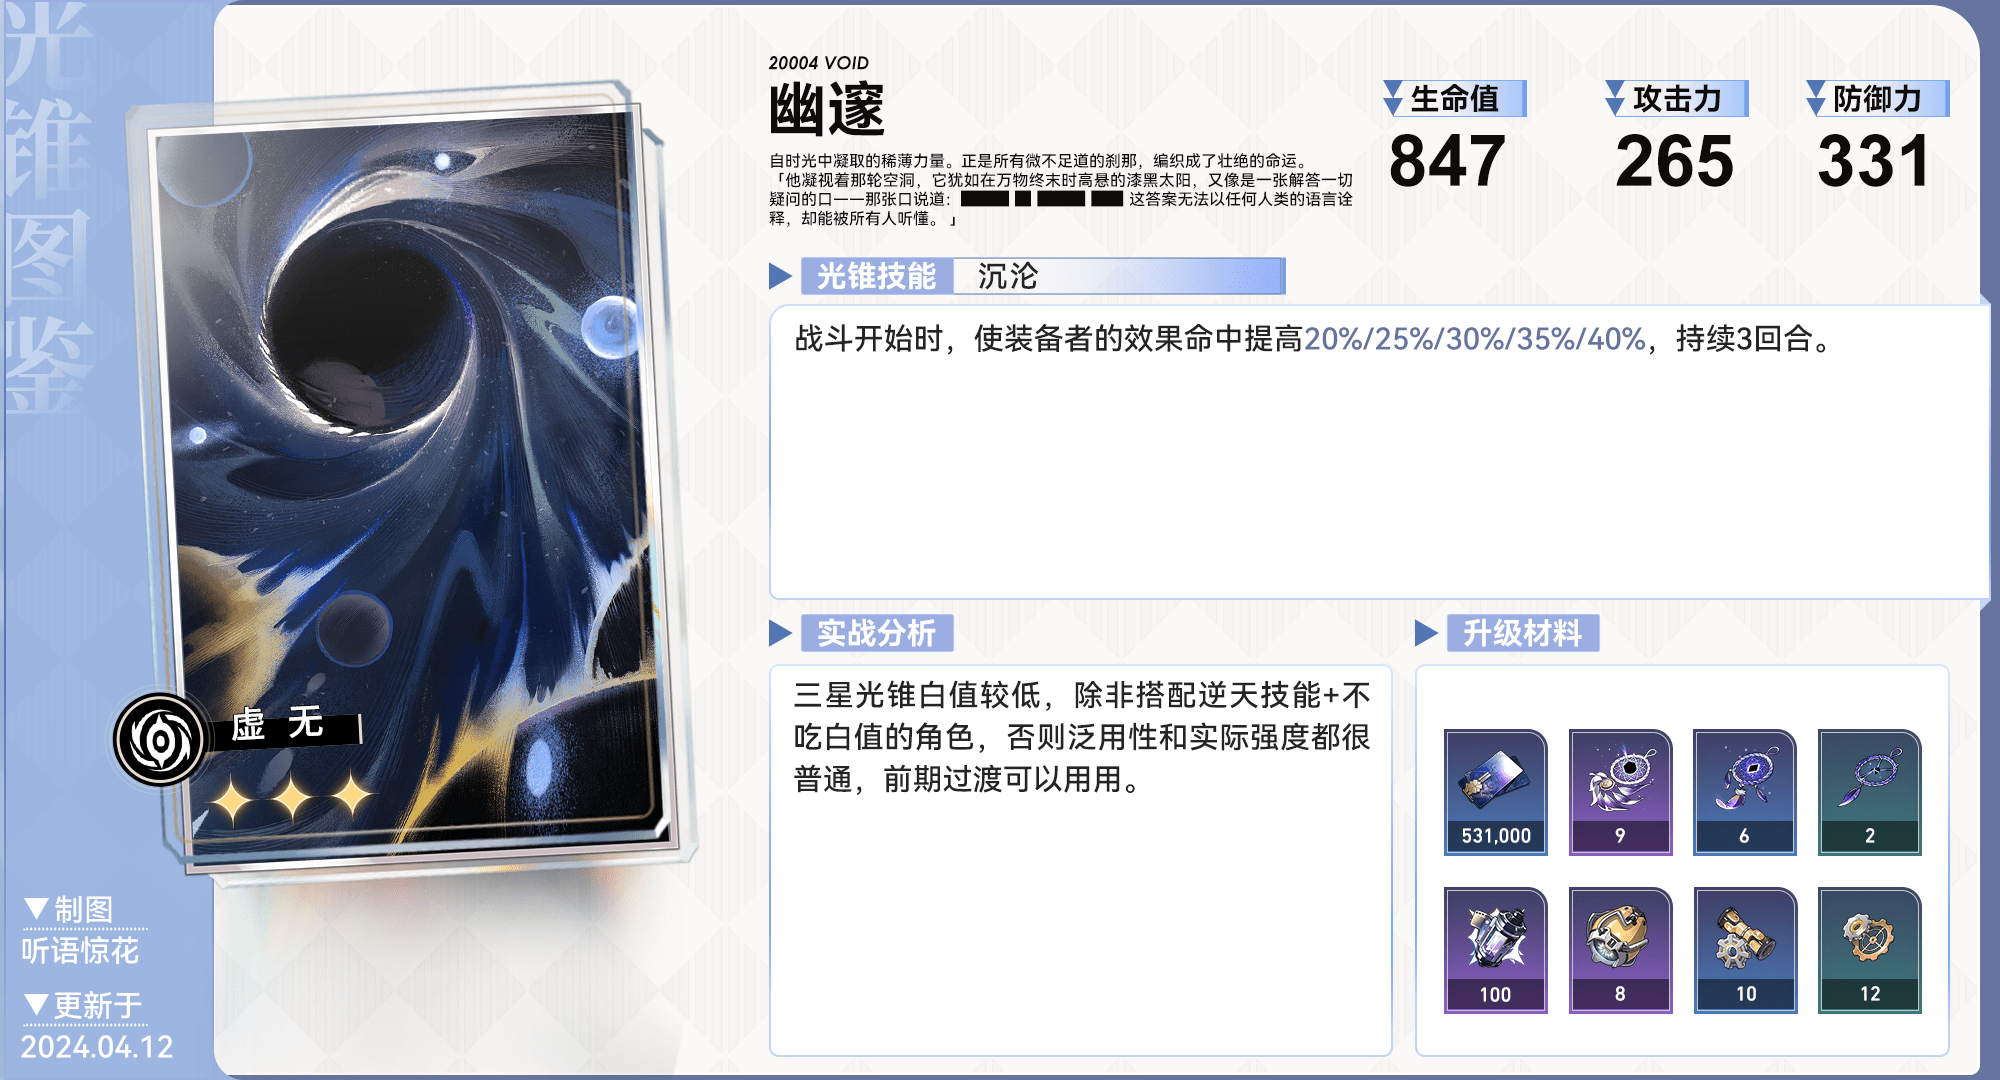 光锥图鉴
20004 VOID
幽邃
自时光中凝取的稀薄力量。正是所有微不足道的刹那，编织成了壮绝的命运。
「他凝视着那轮空洞，它犹如在万物终末时高悬的漆黑太阳，又像是一张解答一切
疑问的口——那张口说道：
这答案无法以任何人类的语言诠
释，却能被所有人听懂。」
生命值
847
攻击力
265
防御力
331
光锥技能
沉沦
战斗开始时，使装备者的效果命中提高20%/25%/30%/35%/40%，持续3回合。
虚无
实战分析
三星光锥白值较低，除非搭配逆天技能+不
吃白值的角色，否则泛用性和实际强度都很
普通，前期过渡可以用用。
升级材料
531,000
9
6
2
100
8
10
12
制图
听语惊花
更新于
2024.04.12